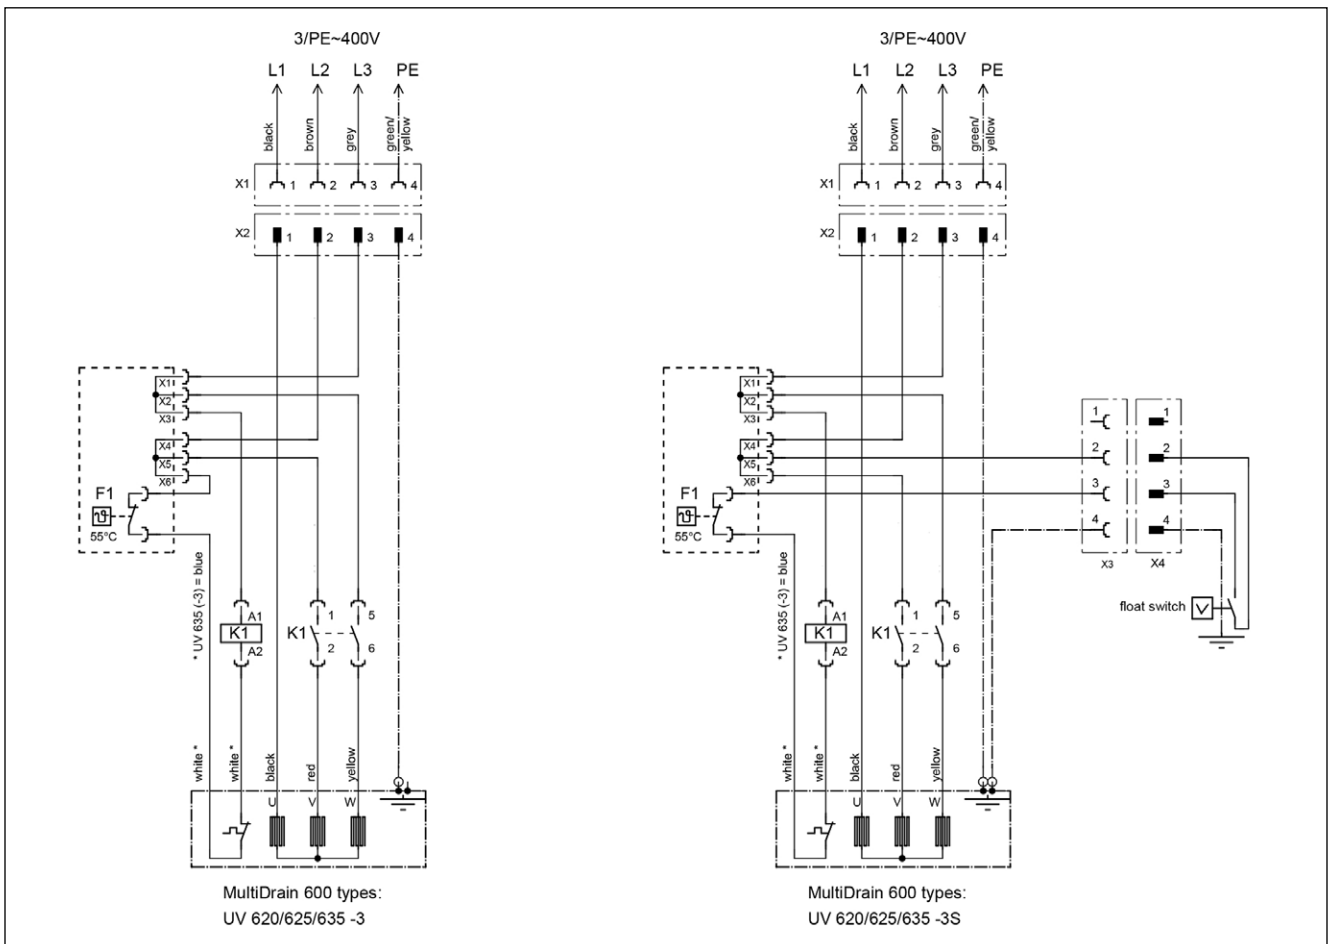 3/PE~400V
L1 L2 L3 PE
black
brown
grey
green/
yellow
X1 1 2 3 4
X2 1 2 3 4
X1
X2
X3
X4
X5
X6
F1
55°C
* UV 635 (-3) = blue
A1
K1
A2
K1
1 5
2 6
white *
white *
black
red
yellow
U V W
MultiDrain 600 types:
UV 620/625/635 -3
3/PE~400V
L1 L2 L3 PE
black
brown
grey
green/
yellow
X1 1 2 3 4
X2 1 2 3 4
X1
X2
X3
X4
X5
X6
F1
55°C
1 1
2 2
3 3
4 4
X3 X4
float switch
* UV 635 (-3) = blue
A1
K1
A2
K1
1 5
2 6
white *
white *
black
red
yellow
U V W
MultiDrain 600 types:
UV 620/625/635 -3S